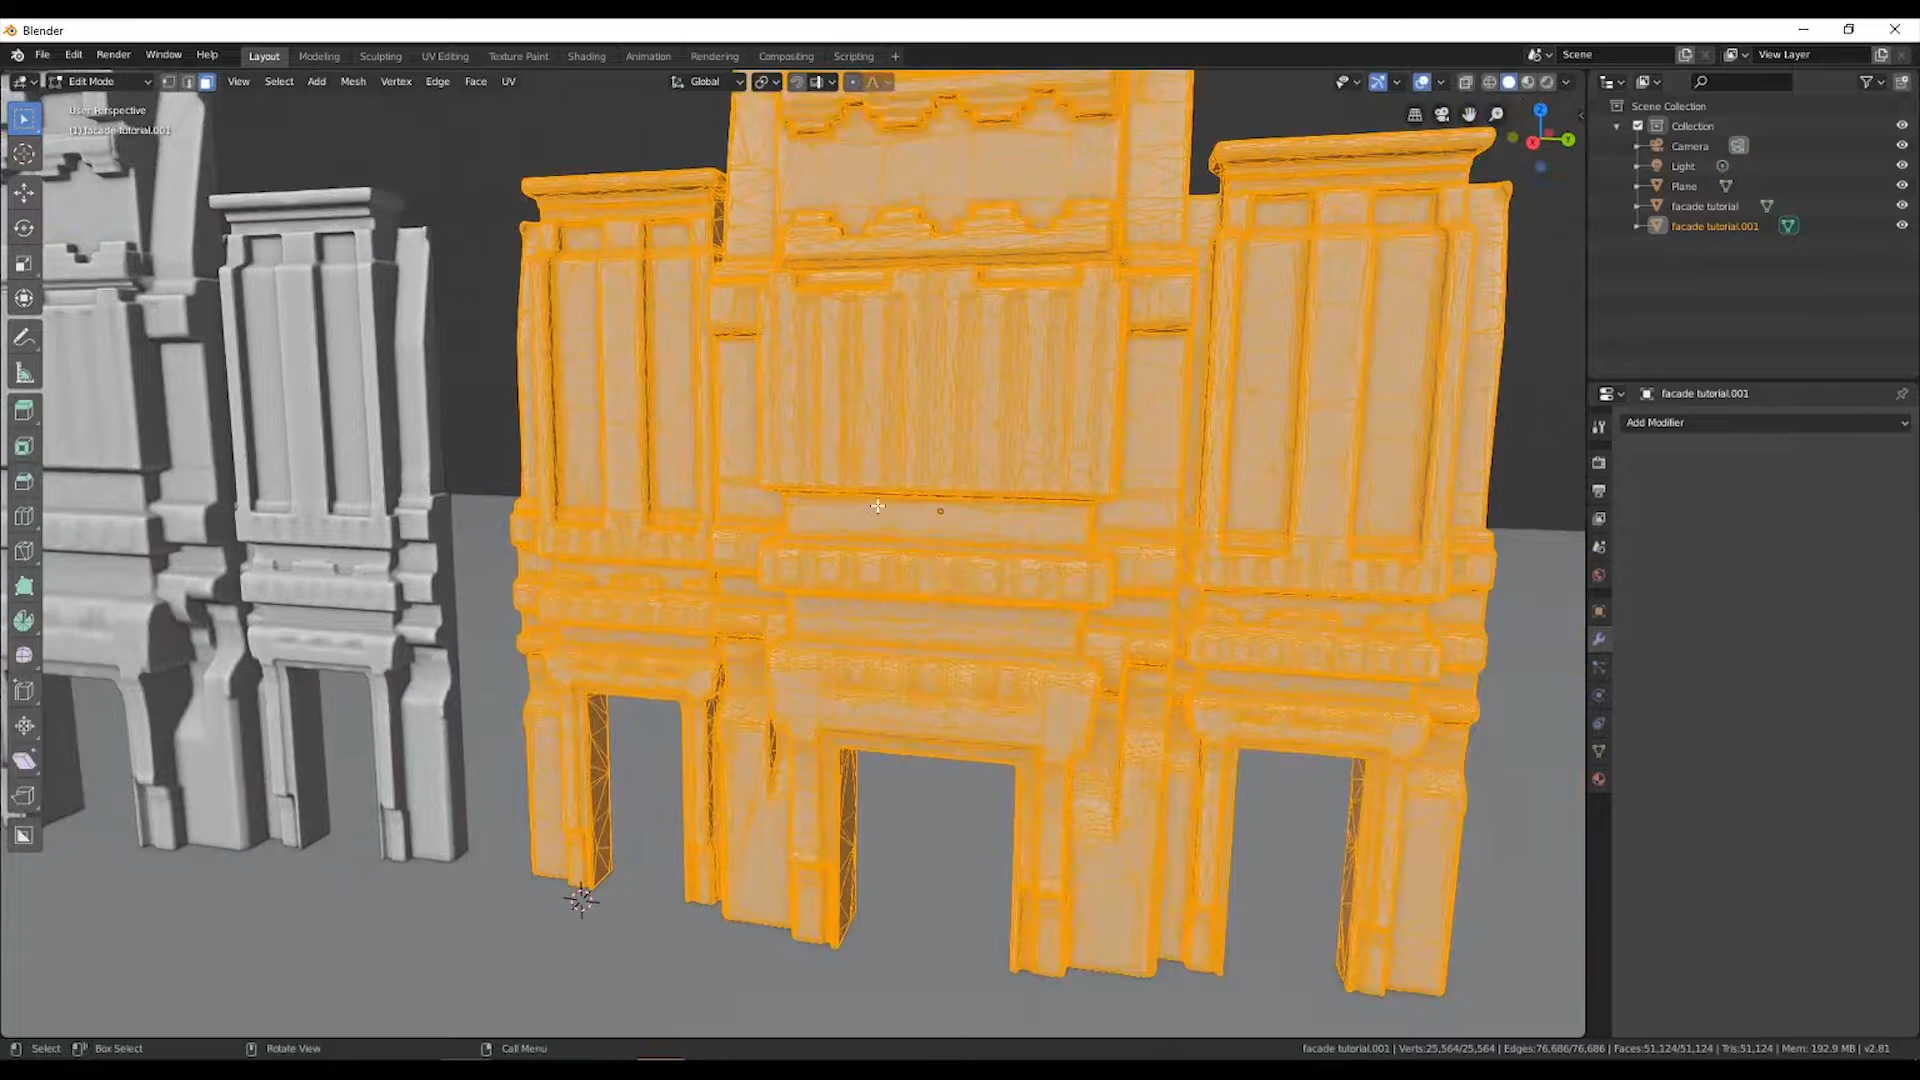 Blender
File Edit Render Window Help Layout Modeling Sculpting UV Editing Texture Paint Shading Animation Rendering Compositing Scripting + Scene View Layer
Edit Mode View Select Add Mesh Vertex Edge Face UV Global
User Perspective
(1) facade tutorial.001
Z
X
Y
Scene Collection
Collection
Camera
Light
Plane
facade tutorial
facade tutorial.001
facade tutorial.001
Add Modifier
Select Box Select Rotate View Call Menu facade tutorial.001 | Verts:25,564/25,564 | Edges:76,686/76,686 | Faces:51,124/51,124 | Tris:51,124 | Mem: 192.9 MB | v2.81